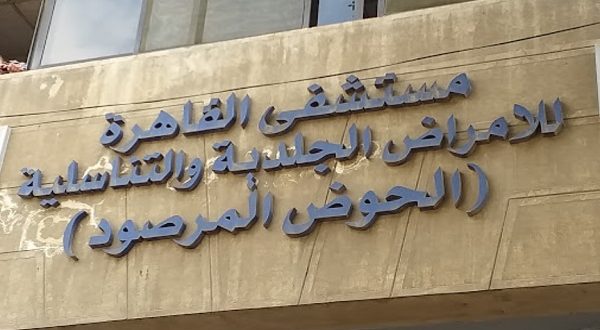 مستشفى القاهرة
للامراض الجلدية والتناسلية
(الحوض المرصود)